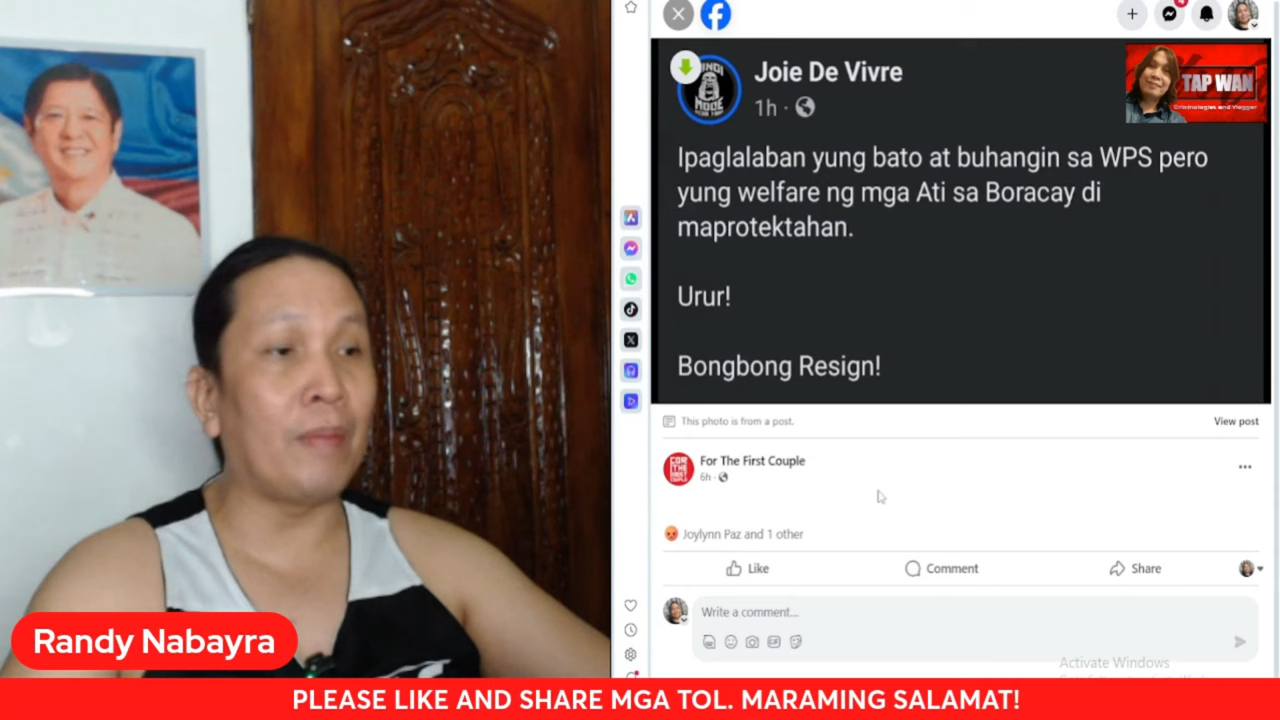 Joie De Vivre
1h ·
TAP WAN
Criminologist and Vlogger
Ipaglalaban yung bato at buhangin sa WPS pero
yung welfare ng mga Ati sa Boracay di
maprotektahan.
Urur!
Bongbong Resign!
This photo is from a post.
View post
For The First Couple
6h ·
Joylynn Paz and 1 other
Like
Comment
Share
Write a comment...
Activate Windows
Randy Nabayra
PLEASE LIKE AND SHARE MGA TOL. MARAMING SALAMAT!